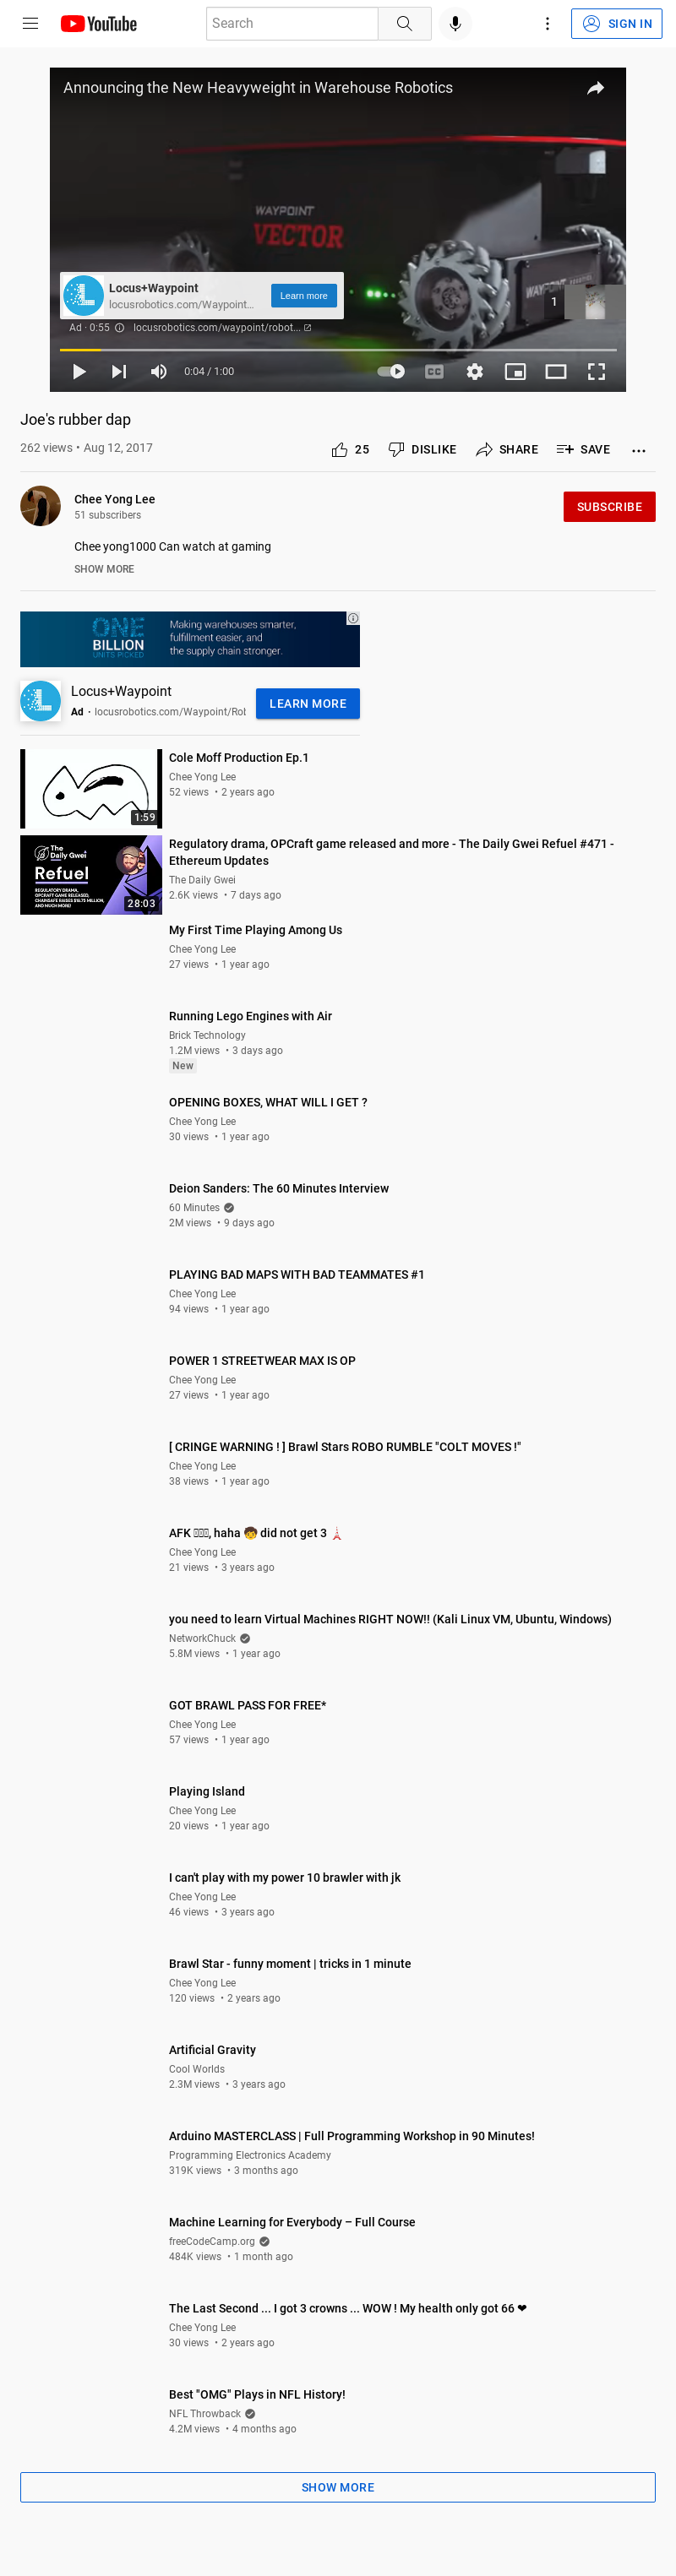 YouTube
Search
SIGN IN
Announcing the New Heavyweight in Warehouse Robotics
WAYPOINT
VECTOR
Locus+Waypoint
locusrobotics.com/Waypoint...
Learn more
1
Ad · 0:55
locusrobotics.com/waypoint/robot...
0:04 / 1:00
CC
Joe's rubber dap
262 views • Aug 12, 2017
25
DISLIKE
SHARE
SAVE
Chee Yong Lee
51 subscribers
SUBSCRIBE
Chee yong1000 Can watch at gaming
SHOW MORE
ONE
BILLION
UNITS PICKED
Making warehouses smarter,
fulfillment easier, and
the supply chain stronger.
Locus+Waypoint
Ad • locusrobotics.com/Waypoint/Rob
LEARN MORE
1:59
Cole Moff Production Ep.1
Chee Yong Lee
52 views • 2 years ago
The
Daily Gwei
Refuel
REGULATORY DRAMA,
OPCRAFT GAME RELEASED,
CHAINSAFE RAISES $18.75 MILLION,
AND MUCH MORE!
28:03
Regulatory drama, OPCraft game released and more - The Daily Gwei Refuel #471 -
Ethereum Updates
The Daily Gwei
2.6K views • 7 days ago
My First Time Playing Among Us
Chee Yong Lee
27 views • 1 year ago
Running Lego Engines with Air
Brick Technology
1.2M views • 3 days ago
New
OPENING BOXES, WHAT WILL I GET ?
Chee Yong Lee
30 views • 1 year ago
Deion Sanders: The 60 Minutes Interview
60 Minutes
2M views • 9 days ago
PLAYING BAD MAPS WITH BAD TEAMMATES #1
Chee Yong Lee
94 views • 1 year ago
POWER 1 STREETWEAR MAX IS OP
Chee Yong Lee
27 views • 1 year ago
[ CRINGE WARNING ! ] Brawl Stars ROBO RUMBLE "COLT MOVES !"
Chee Yong Lee
38 views • 1 year ago
AFK , haha 🧒 did not get 3 🗼
Chee Yong Lee
21 views • 3 years ago
you need to learn Virtual Machines RIGHT NOW!! (Kali Linux VM, Ubuntu, Windows)
NetworkChuck
5.8M views • 1 year ago
GOT BRAWL PASS FOR FREE*
Chee Yong Lee
57 views • 1 year ago
Playing Island
Chee Yong Lee
20 views • 1 year ago
I can't play with my power 10 brawler with jk
Chee Yong Lee
46 views • 3 years ago
Brawl Star - funny moment | tricks in 1 minute
Chee Yong Lee
120 views • 2 years ago
Artificial Gravity
Cool Worlds
2.3M views • 3 years ago
Arduino MASTERCLASS | Full Programming Workshop in 90 Minutes!
Programming Electronics Academy
319K views • 3 months ago
Machine Learning for Everybody – Full Course
freeCodeCamp.org
484K views • 1 month ago
The Last Second ... I got 3 crowns ... WOW ! My health only got 66 ❤
Chee Yong Lee
30 views • 2 years ago
Best "OMG" Plays in NFL History!
NFL Throwback
4.2M views • 4 months ago
SHOW MORE